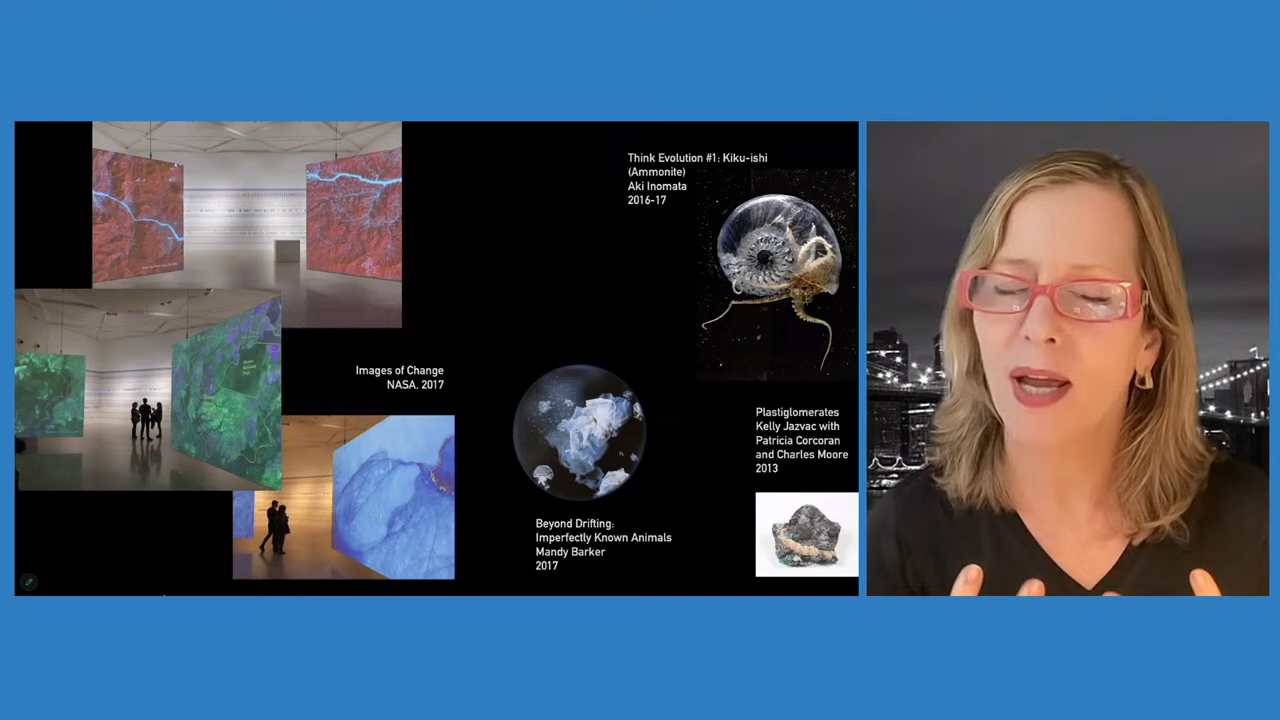 Think Evolution #1: Kiku-ishi
(Ammonite)
Aki Inomata
2016-17
Images of Change
NASA, 2017
Plastiglomerates
Kelly Jazvac with
Patricia Corcoran
and Charles Moore
2013
Beyond Drifting:
Imperfectly Known Animals
Mandy Barker
2017